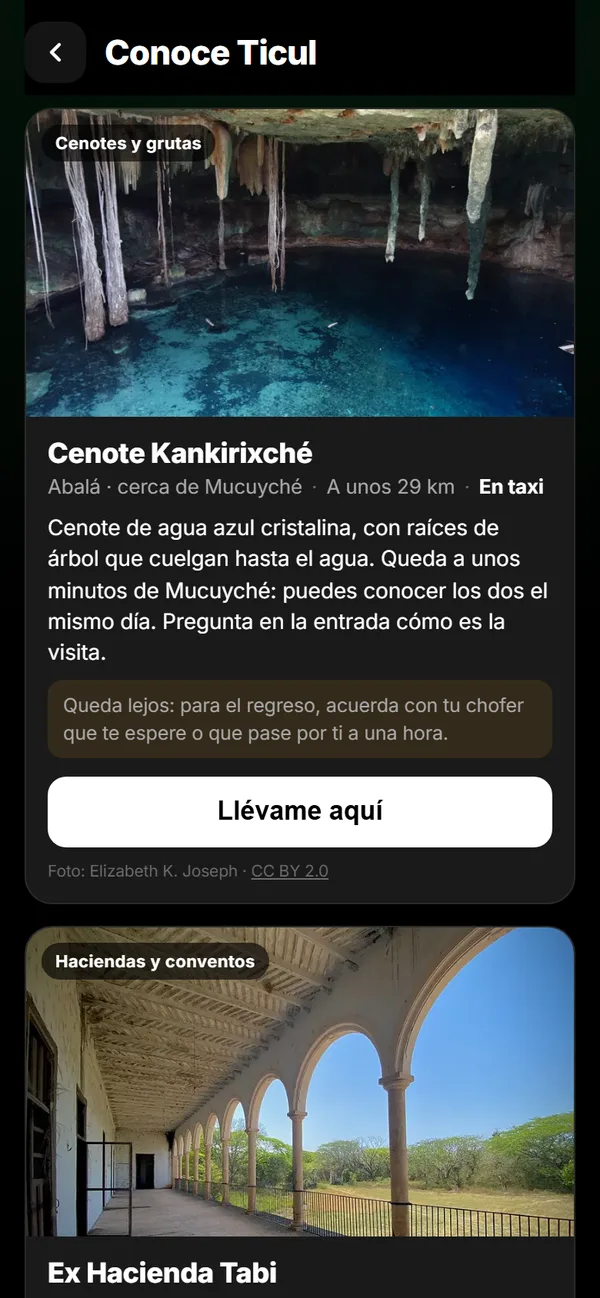 Conoce Ticul
Cenotes y grutas
Cenote Kankirixché
Abalá · cerca de Mucuyché · A unos 29 km · En taxi
Cenote de agua azul cristalina, con raíces de
árbol que cuelgan hasta el agua. Queda a unos
minutos de Mucuyché: puedes conocer los dos el
mismo día. Pregunta en la entrada cómo es la
visita.
Queda lejos: para el regreso, acuerda con tu chofer
que te espere o que pase por ti a una hora.
Llévame aquí
Foto: Elizabeth K. Joseph · CC BY 2.0
Haciendas y conventos
Ex Hacienda Tabi